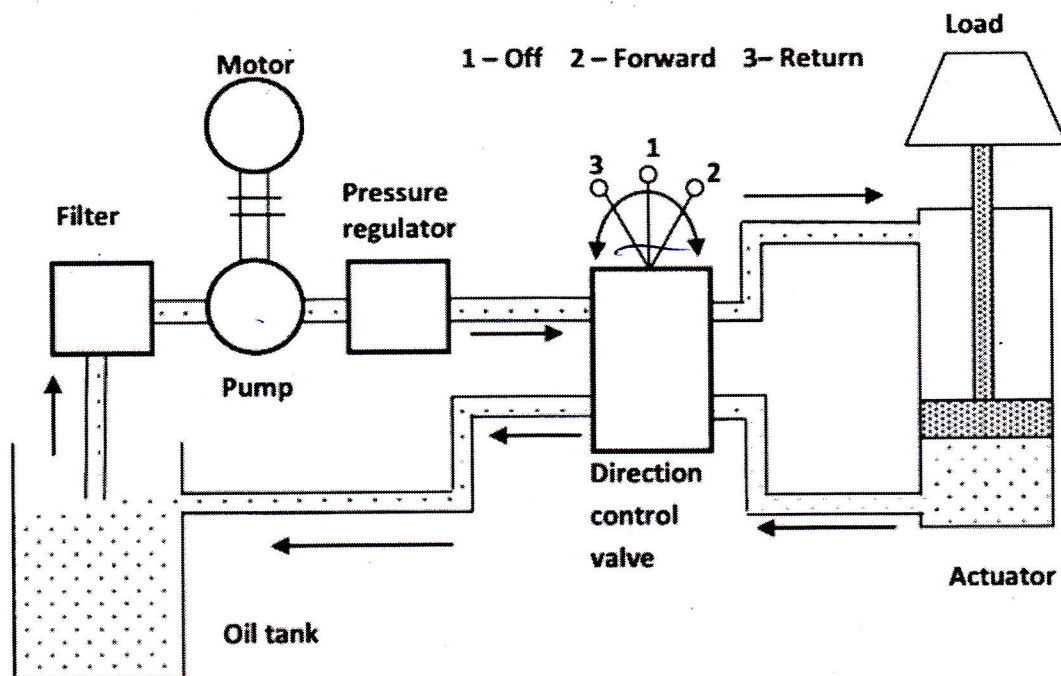 Load
1 – Off 2 – Forward 3– Return
Motor
3 1 2
Pressure
regulator
Filter
Pump
Direction
control
valve
Actuator
Oil tank